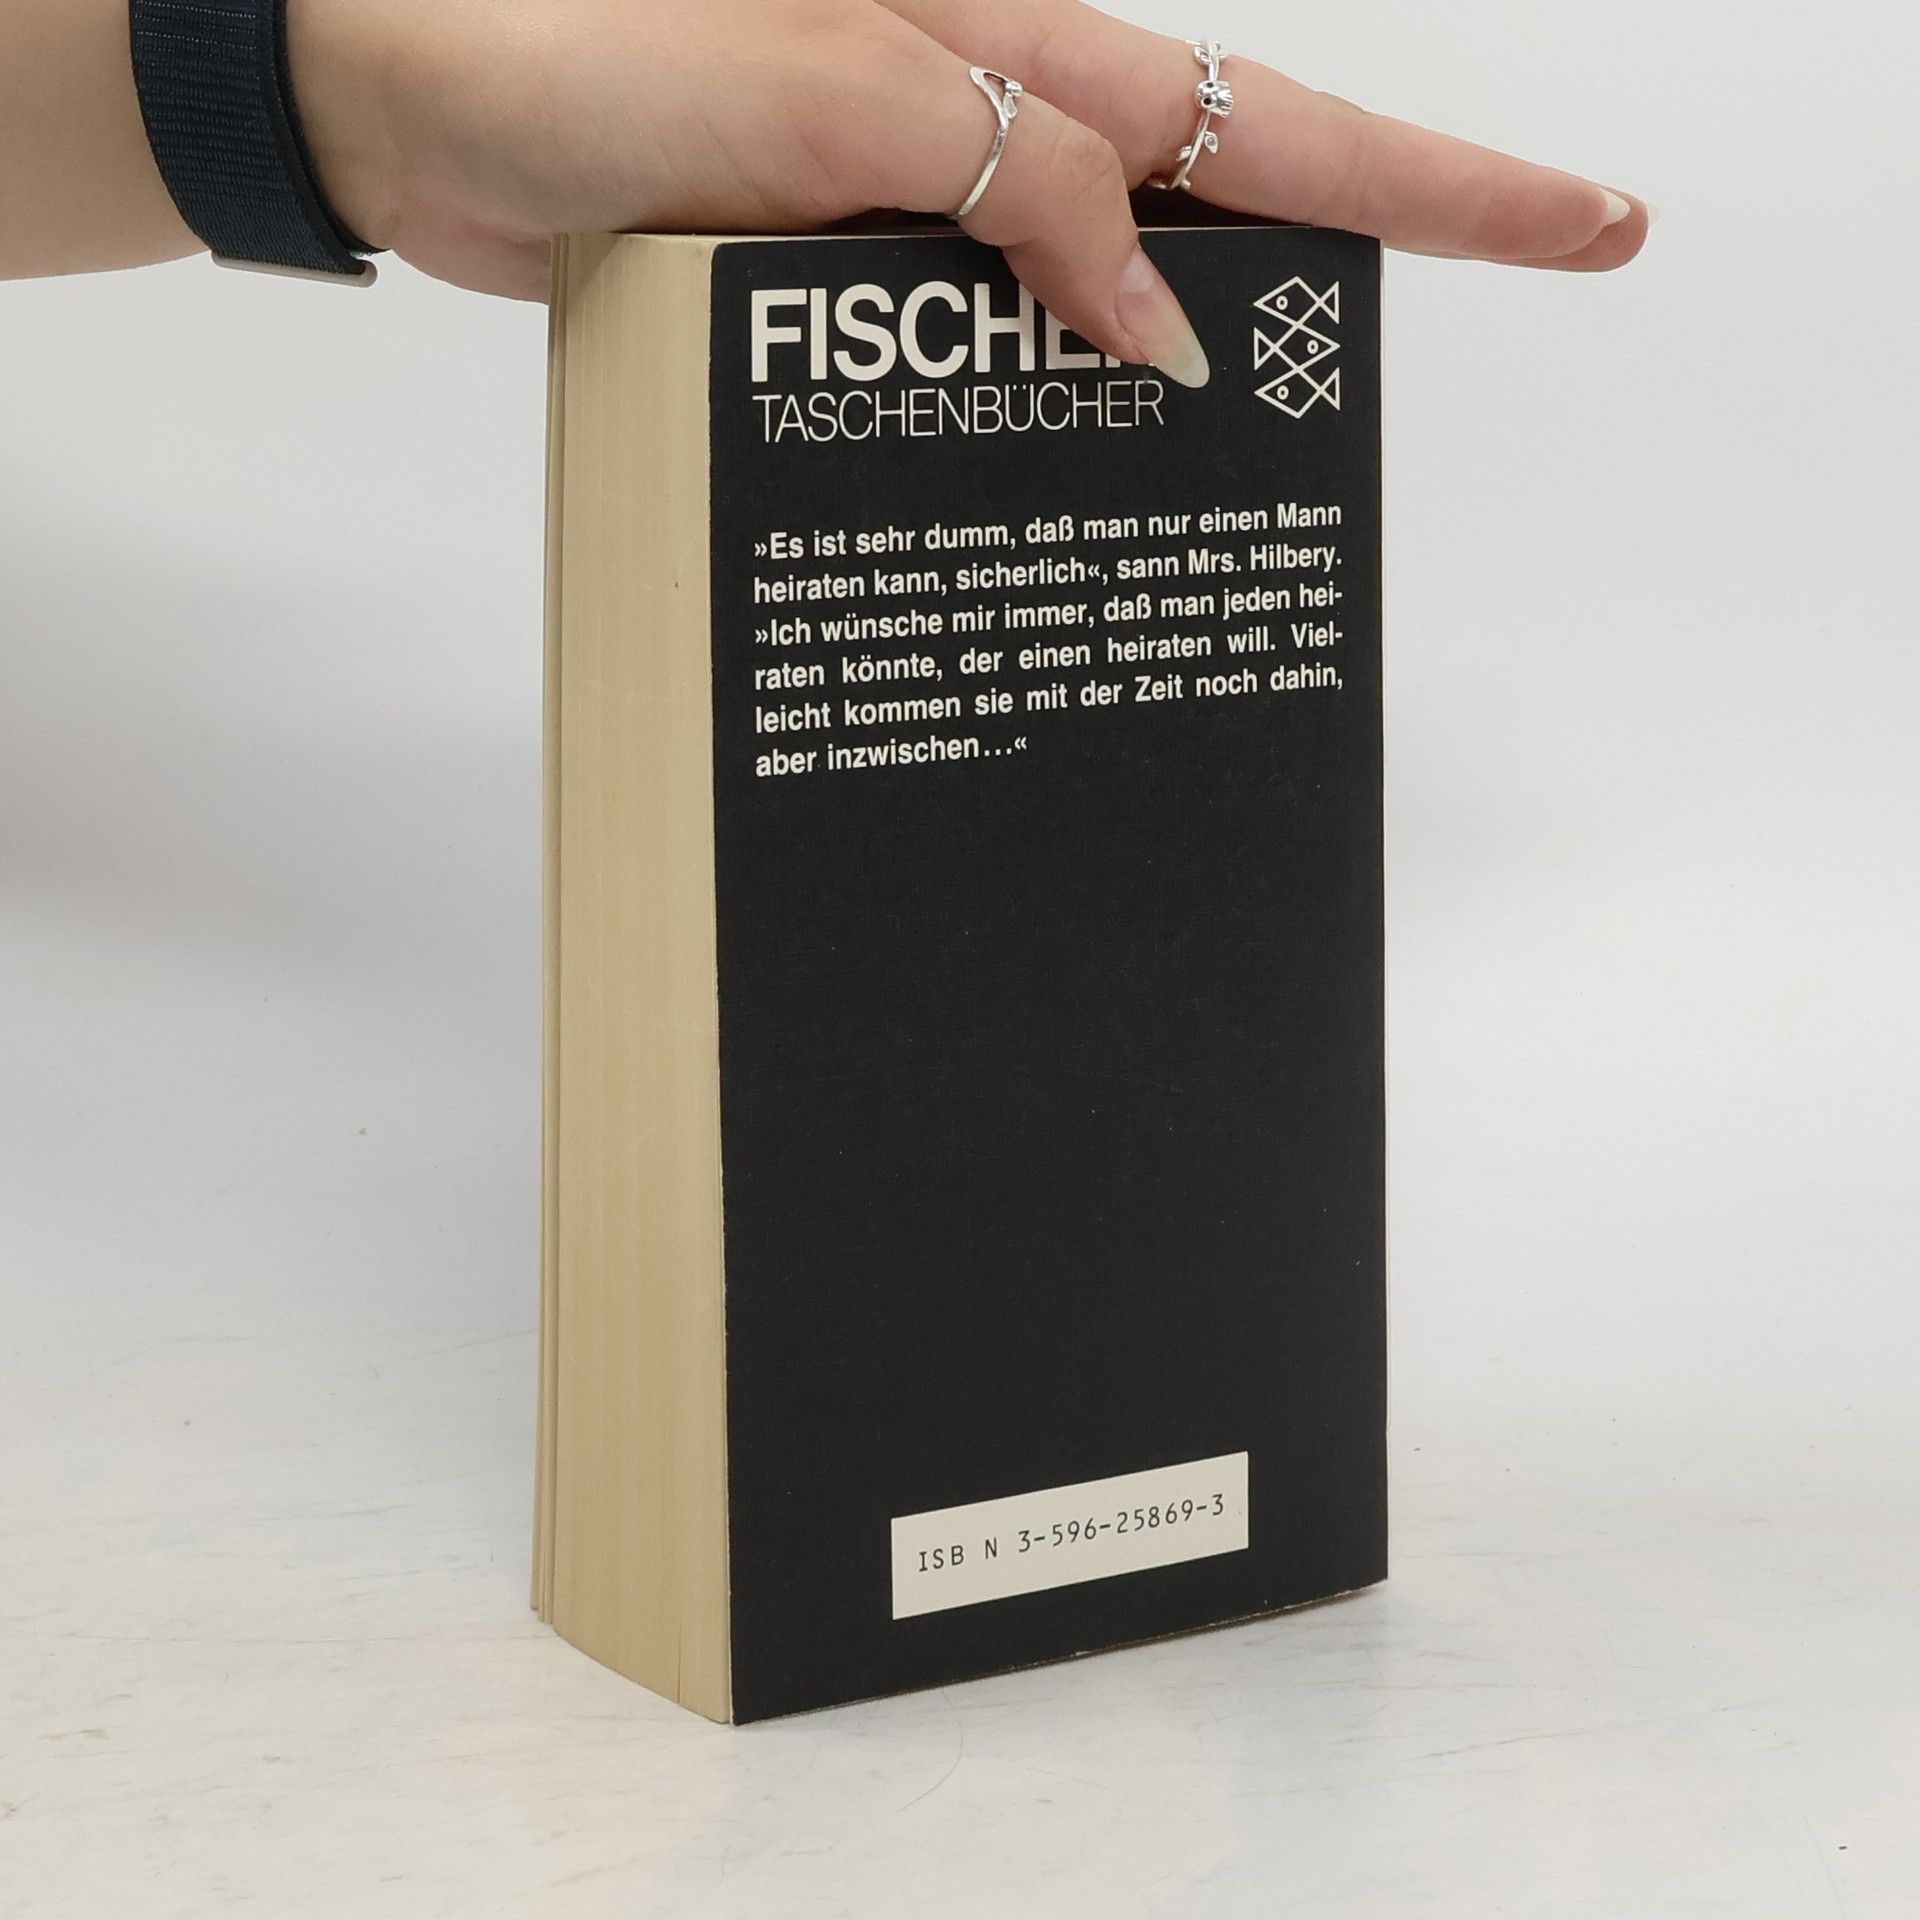 FISCHER
TASCHENBÜCHER
»Es ist sehr dumm, daß man nur einen Mann
heiraten kann, sicherlich«, sann Mrs. Hilbery.
»Ich wünsche mir immer, daß man jeden hei-
raten könnte, der einen heiraten will. Viel-
leicht kommen sie mit der Zeit noch dahin,
aber inzwischen...«
ISB N 3-596-25869-3